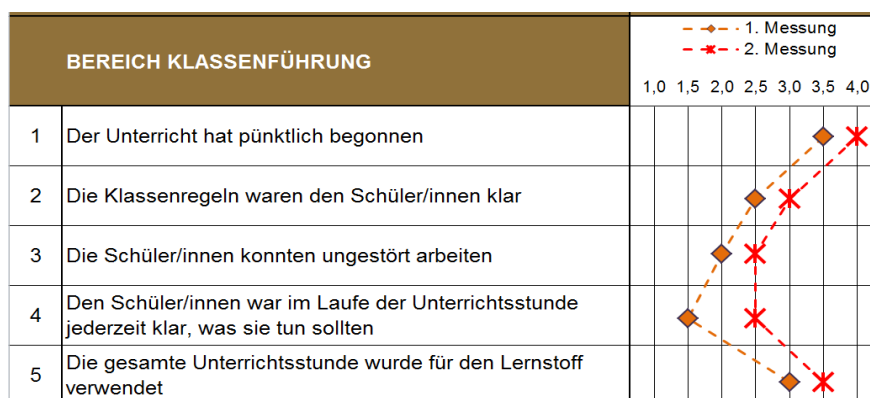 1. Messung
2. Messung
BEREICH KLASSENFÜHRUNG
1,0 1,5 2,0 2,5 3,0 3,5 4,0
1 Der Unterricht hat pünktlich begonnen
2 Die Klassenregeln waren den Schüler/innen klar
3 Die Schüler/innen konnten ungestört arbeiten
4 Den Schüler/innen war im Laufe der Unterrichtsstunde
jederzeit klar, was sie tun sollten
5 Die gesamte Unterrichtsstunde wurde für den Lernstoff
verwendet